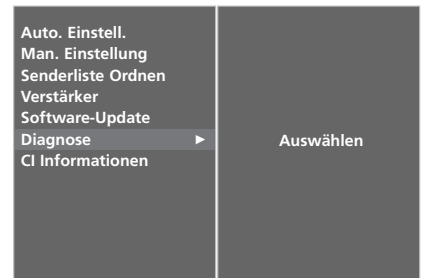 Auto. Einstell.
Man. Einstellung
Senderliste Ordnen
Verstärker
Software-Update
Diagnose ►
CI Informationen
Auswählen